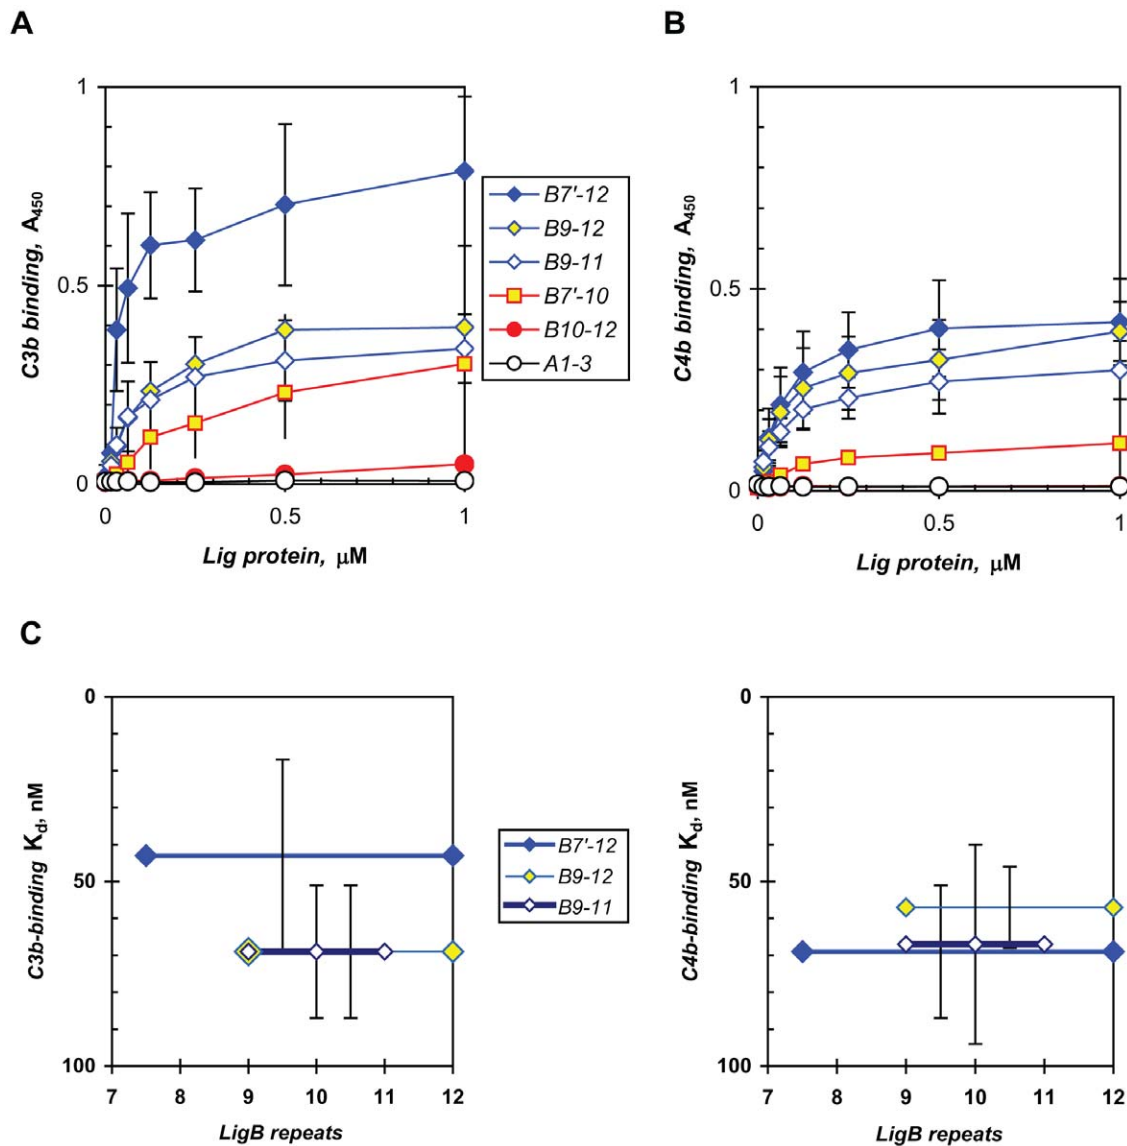 A
B
1
0.5
0
0
0.5
1
C3b binding, A450
Lig protein, μM
B7'-12
B9-12
B9-11
B7'-10
B10-12
A1-3
1
0.5
0
0
0.5
1
C4b binding, A450
Lig protein, μM
C
0
50
100
7 8 9 10 11 12
C3b-binding Kd, nM
LigB repeats
B7'-12
B9-12
B9-11
0
50
100
7 8 9 10 11 12
C4b-binding Kd, nM
LigB repeats